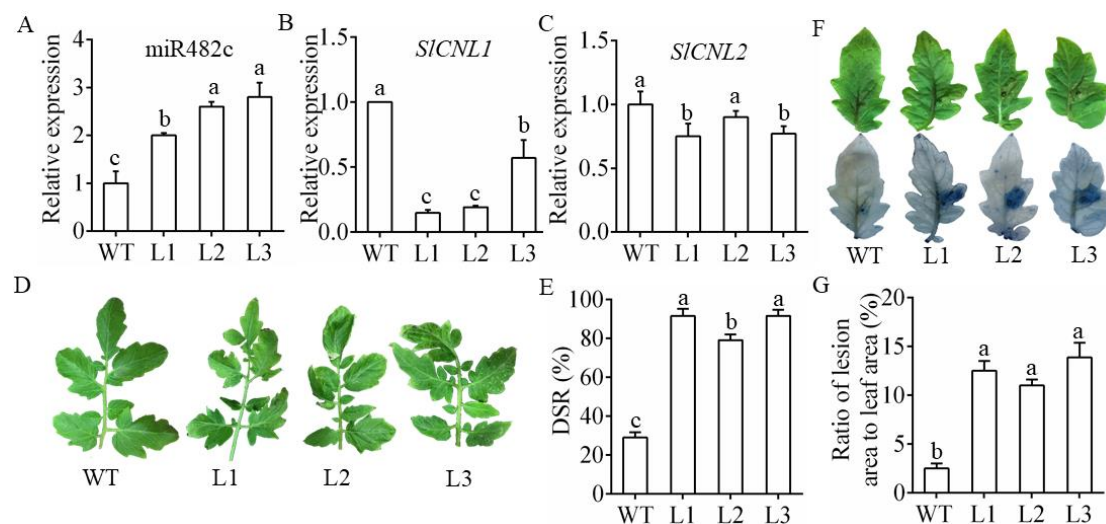 A
miR482c
Relative expression
4
3
2
1
0
c
b
a
a
WT
L1
L2
L3
B
SlCNL1
Relative expression
1.5
1.0
0.5
0.0
a
c
c
b
WT
L1
L2
L3
C
SlCNL2
Relative expression
1.5
1.0
0.5
0.0
a
b
a
b
WT
L1
L2
L3
F
WT
L1
L2
L3
D
WT
L1
L2
L3
E
DSR (%)
100
80
60
40
20
0
c
a
b
a
WT
L1
L2
L3
G
Ratio of lesion
area to leaf area (%)
20
15
10
5
0
b
a
a
a
WT
L1
L2
L3